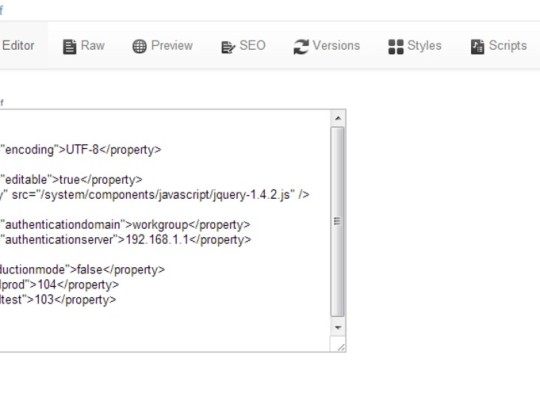 f
Editor Raw Preview SEO Versions Styles Scripts
f
"encoding">UTF-8</property>
"editable">true</property>
y" src="/system/components/javascript/jquery-1.4.2.js" />
"authenticationdomain">workgroup</property>
"authenticationserver">192.168.1.1</property>
ductionmode">false</property>
lprod">104</property>
ltest">103</property>